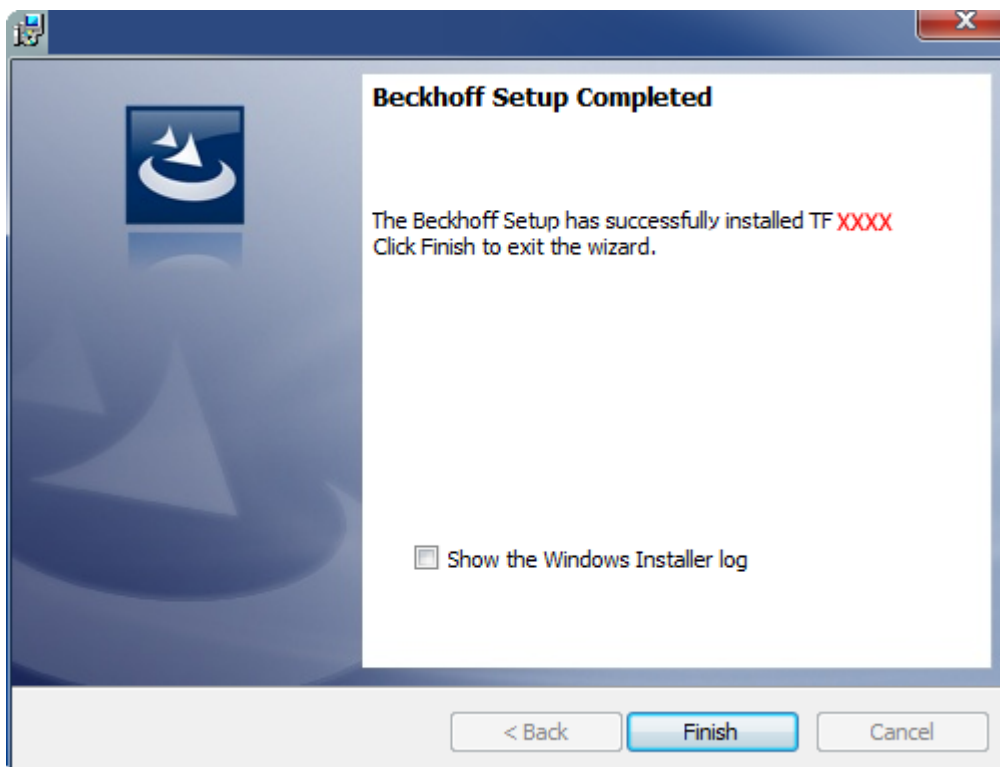 X
Beckhoff Setup Completed
The Beckhoff Setup has successfully installed TF XXXX
Click Finish to exit the wizard.
Show the Windows Installer log
< Back
Finish
Cancel